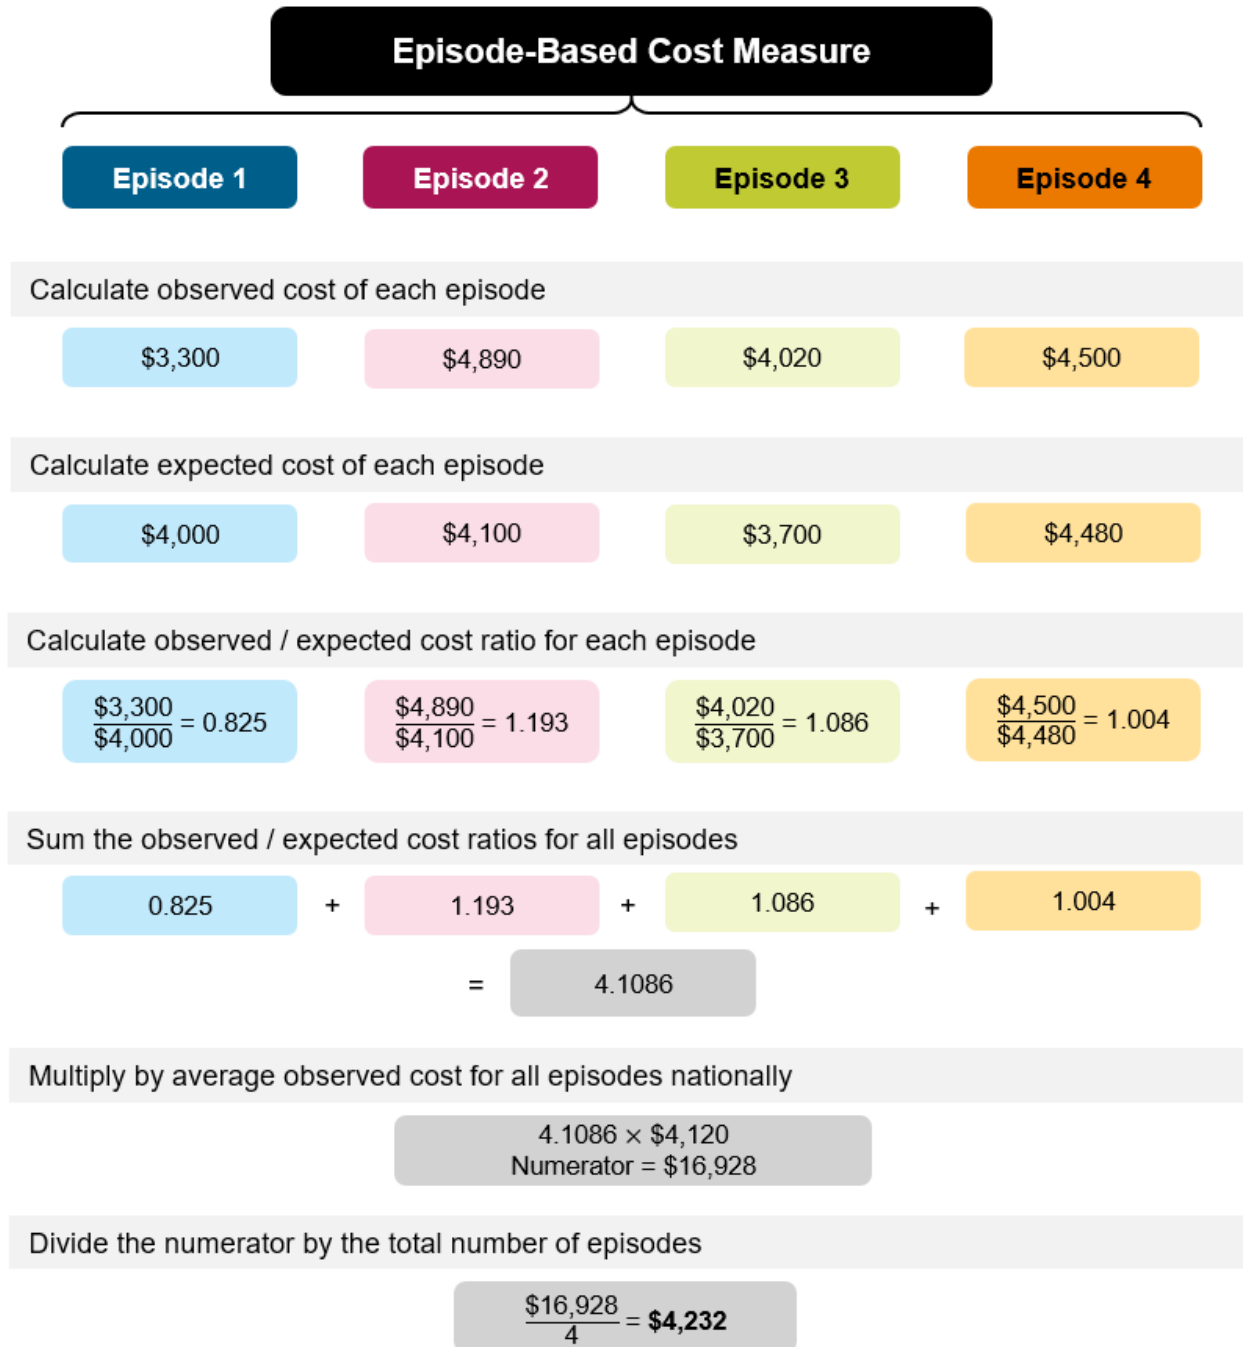 Episode-Based Cost Measure
Episode 1 Episode 2 Episode 3 Episode 4
Calculate observed cost of each episode
$3,300 $4,890 $4,020 $4,500
Calculate expected cost of each episode
$4,000 $4,100 $3,700 $4,480
Calculate observed / expected cost ratio for each episode
$3,300 $4,890 $4,020 $4,500
= 0.825 = 1.193 = 1.086 = 1.004
$4,000 $4,100 $3,700 $4,480
Sum the observed / expected cost ratios for all episodes
0.825 + 1.193 + 1.086 + 1.004
= 4.1086
Multiply by average observed cost for all episodes nationally
4.1086 × $4,120
Numerator = $16,928
Divide the numerator by the total number of episodes
$16,928
= $4,232
4